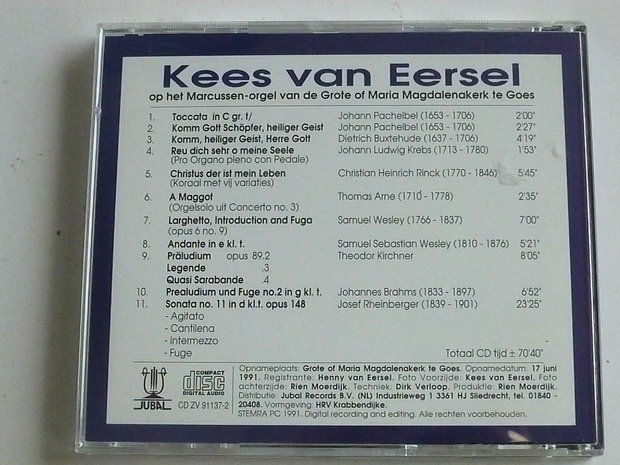 Kees van Eersel
op het Marcussen-orgel van de Grote of Maria Magdalenakerk te Goes
1. Toccata in C gr. t/ Johann Pachelbel (1653 - 1706) 2'00"
2. Komm Gott Schöpfer, heiliger Geist Johann Pachelbel (1653 - 1706) 2'27"
3. Komm, heiliger Geist, Herre Gott Dietrich Buxtehude (1637 - 1706) 4'19"
4. Reu dich sehr o meine Seele Johann Ludwig Krebs (1713 - 1780) 1'53"
(Pro Organo pleno con Pedale)
5. Christus der ist mein Leben Christian Heinrich Rinck (1770 - 1846) 5'45"
(Koraal met vij variaties)
6. A Maggot Thomas Arne (1710 - 1778) 2'35"
(Orgelsolo uit Concerto no. 3)
7. Larghetto, Introduction and Fuga Samuel Wesley (1766 - 1837) 7'00"
(opus 6 no. 9)
8. Andante in e kl. t. Samuel Sebastian Wesley (1810 - 1876) 5'21"
9. Präludium opus 89.2 Theodor Kirchner 8'05"
Legende .3
Quasi Sarabande .4
10. Prealudium und Fuge no.2 in g kl. t. Johannes Brahms (1833 - 1897) 6'52"
11. Sonata no. 11 in d kl.t. opus 148 Josef Rheinberger (1839 - 1901) 23'25"
- Agitato
- Cantilena
- Intermezzo -
- Fuge Totaal CD tijd ± 70'40"
JUBAL
COMPACT
disc
DIGITAL AUDIO
CD ZV 91137-2
Opnameplaats: Grote of Maria Magdalenakerk te Goes. Opnamedatum: 17 juni
1991. Registrante: Henny van Eersel. Foto Voorzijde: Kees van Eersel. Foto
achterzijde: Rien Moerdijk. Techniek: Dirk Verloop. Produktie: Rien Moerdijk.
Distributie: Jubal Records B.V. (NL) Industrieweg 1 3361 HJ Sliedrecht, tel. 01840 -
20408. Vormgeving: HRV Krabbendijke.
STEMRA PC 1991. Digital recording and editing. Alle rechten voorbehouden.